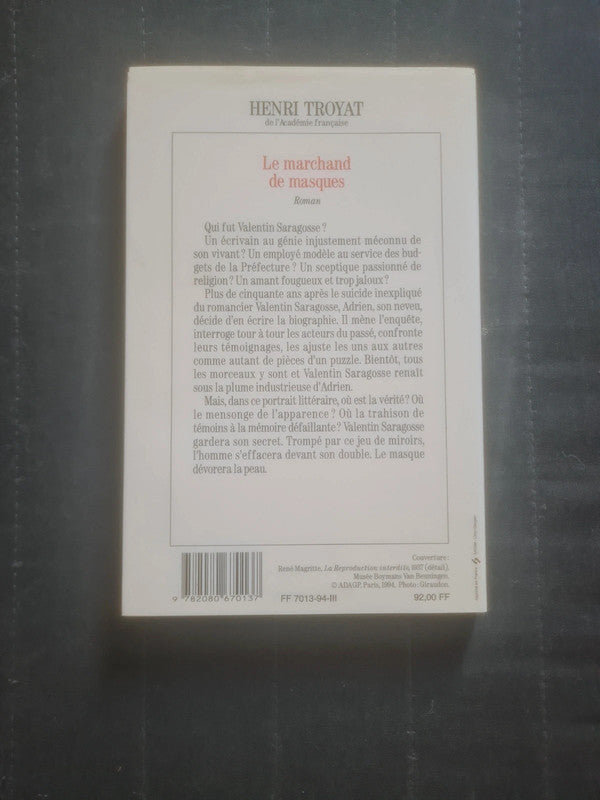 HENRI TROYAT
de l'Académie française
Le marchand
de masques
Roman
Qui fut Valentin Saragosse ?
Un écrivain au génie injustement méconnu de
son vivant ? Un employé modèle au service des bud-
gets de la Préfecture ? Un sceptique passionné de
religion ? Un amant fougueux et trop jaloux ?
Plus de cinquante ans après le suicide inexpliqué
du romancier Valentin Saragosse, Adrien, son neveu,
décide d'en écrire la biographie. Il mène l'enquête,
interroge tour à tour les acteurs du passé, confronte
leurs témoignages, les ajuste les uns aux autres
comme autant de pièces d'un puzzle. Bientôt, tous
les morceaux y sont et Valentin Saragosse renaît
sous la plume industrieuse d'Adrien.
Mais, dans ce portrait littéraire, où est la vérité ? Où
le mensonge de l'apparence ? Où la trahison de
témoins à la mémoire défaillante ? Valentin Saragosse
gardera son secret. Trompé par ce jeu de miroirs,
l'homme s'effacera devant son double. Le masque
dévorera la peau.
Couverture :
René Magritte, La Reproduction interdite, 1937 (détail).
Musée Boymans Van Beuningen.
© ADAGP, Paris, 1994. Photo : Giraudon.
9 782080 670137
FF 7013-94-III
92,00 FF